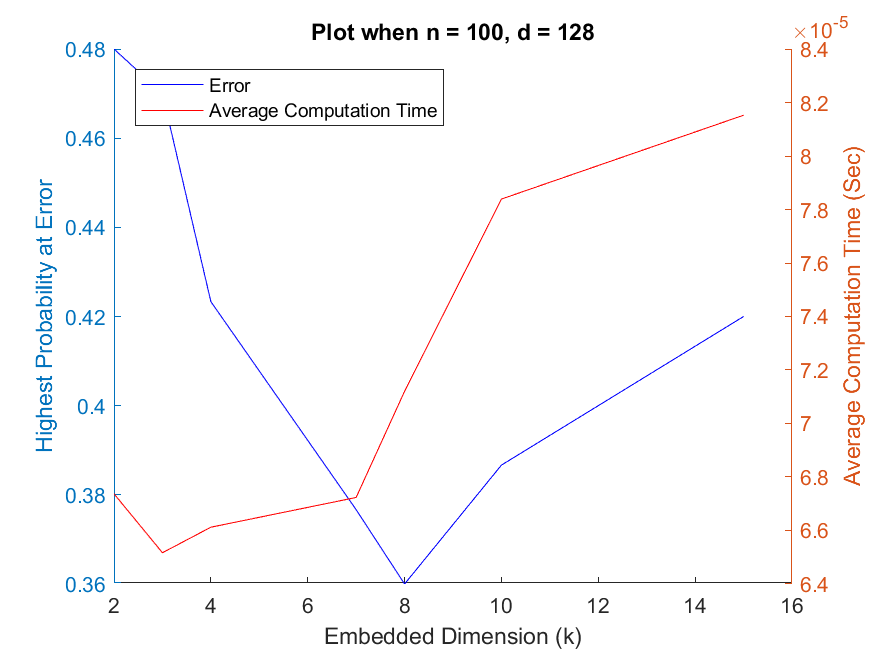 Plot when n = 100, d = 128
×10^-5
Error
Average Computation Time
Highest Probability at Error
0.48
0.46
0.44
0.42
0.4
0.38
0.36
8.4
8.2
8
7.8
7.6
7.4
7.2
7
6.8
6.6
6.4
Average Computation Time (Sec)
2 4 6 8 10 12 14 16
Embedded Dimension (k)